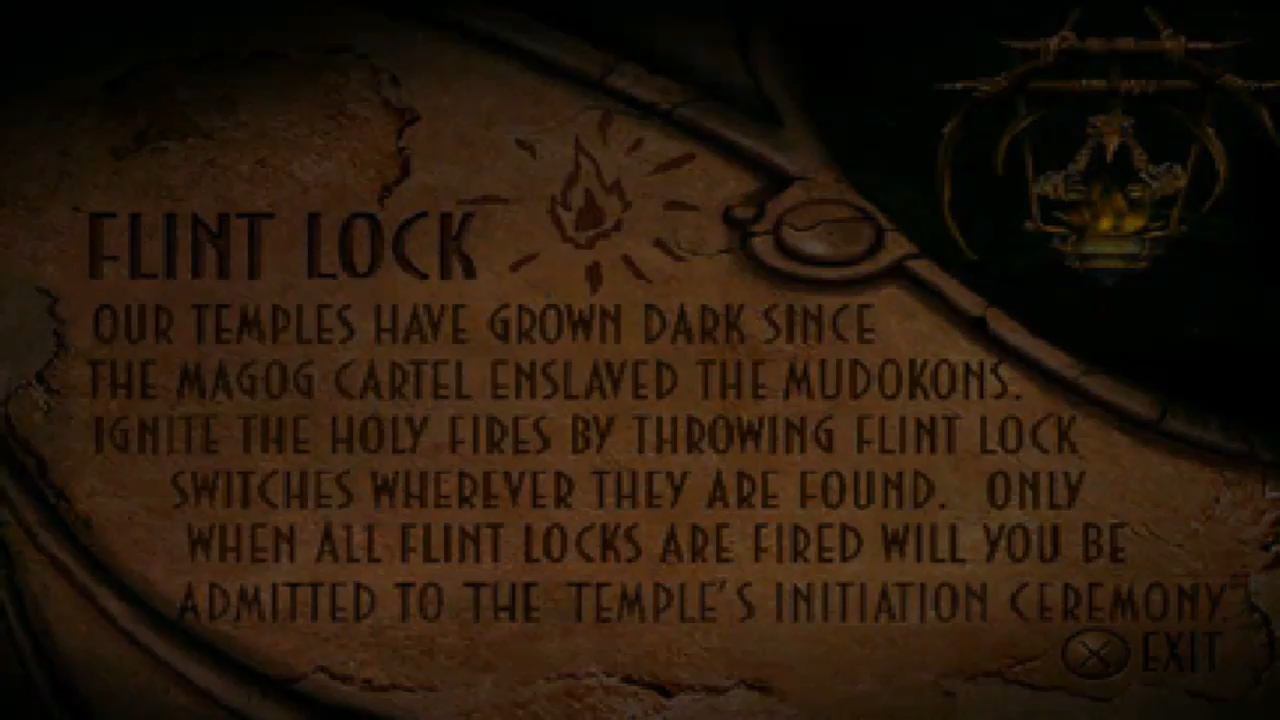 FLINT LOCK
OUR TEMPLES HAVE GROWN DARK SINCE
THE MAGOG CARTEL ENSLAVED THE MUDOKONS.
IGNITE THE HOLY FIRES BY THROWING FLINT LOCK
SWITCHES WHEREVER THEY ARE FOUND. ONLY
WHEN ALL FLINT LOCKS ARE FIRED WILL YOU BE
ADMITTED TO THE TEMPLE'S INITIATION CEREMONY.
EXIT